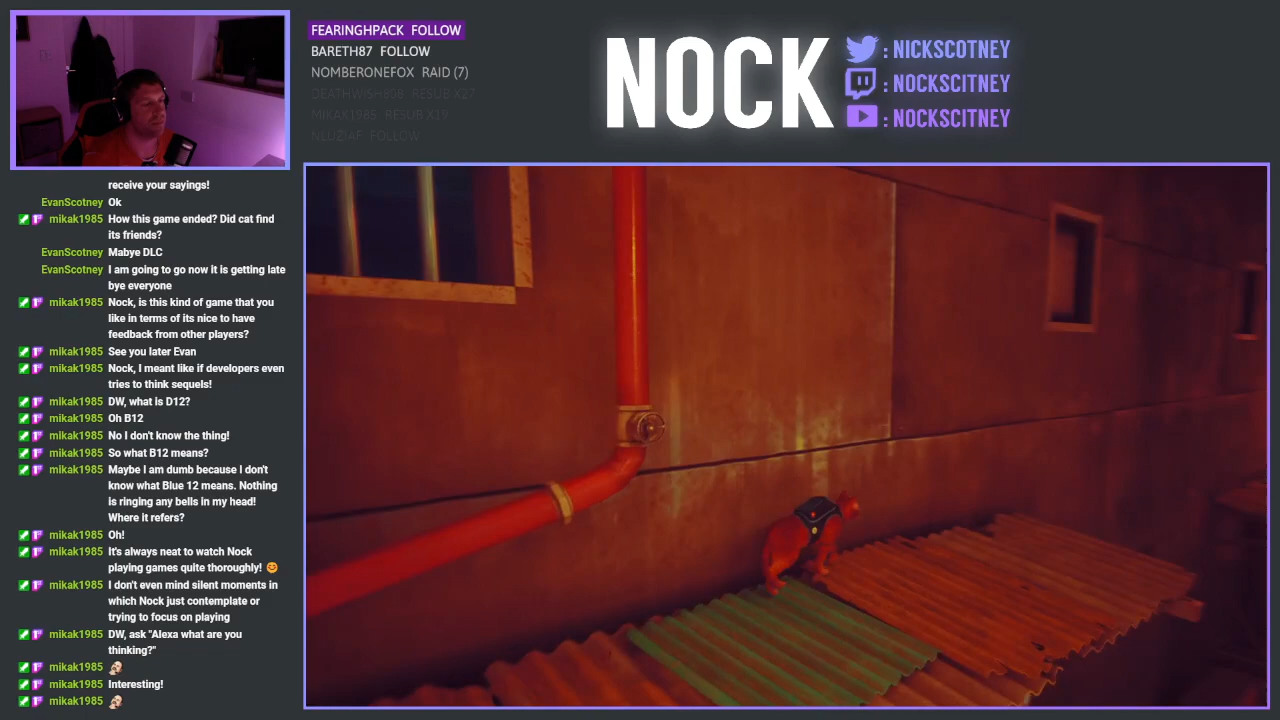 FEARINGHPACK FOLLOW
BARETH87 FOLLOW
NOMBERONEFOX RAID (7)
DEATHWISH808 RESUB X27
MIKAK1985 RESUB X19
NLUZIAF FOLLOW
NOCK
: NICKSCOTNEY
: NOCKSCITNEY
: NOCKSCITNEY
receive your sayings!
EvanScotney Ok
mikak1985 How this game ended? Did cat find
its friends?
EvanScotney Mabye DLC
EvanScotney I am going to go now it is getting late
bye everyone
mikak1985 Nock, is this kind of game that you
like in terms of its nice to have
feedback from other players?
mikak1985 See you later Evan
mikak1985 Nock, I meant like if developers even
tries to think sequels!
mikak1985 DW, what is D12?
mikak1985 Oh B12
mikak1985 No I don't know the thing!
mikak1985 So what B12 means?
mikak1985 Maybe I am dumb because I don't
know what Blue 12 means. Nothing
is ringing any bells in my head!
Where it refers?
mikak1985 Oh!
mikak1985 It's always neat to watch Nock
playing games quite thoroughly! 😊
mikak1985 I don't even mind silent moments in
which Nock just contemplate or
trying to focus on playing
mikak1985 DW, ask "Alexa what are you
thinking?"
mikak1985
mikak1985 Interesting!
mikak1985